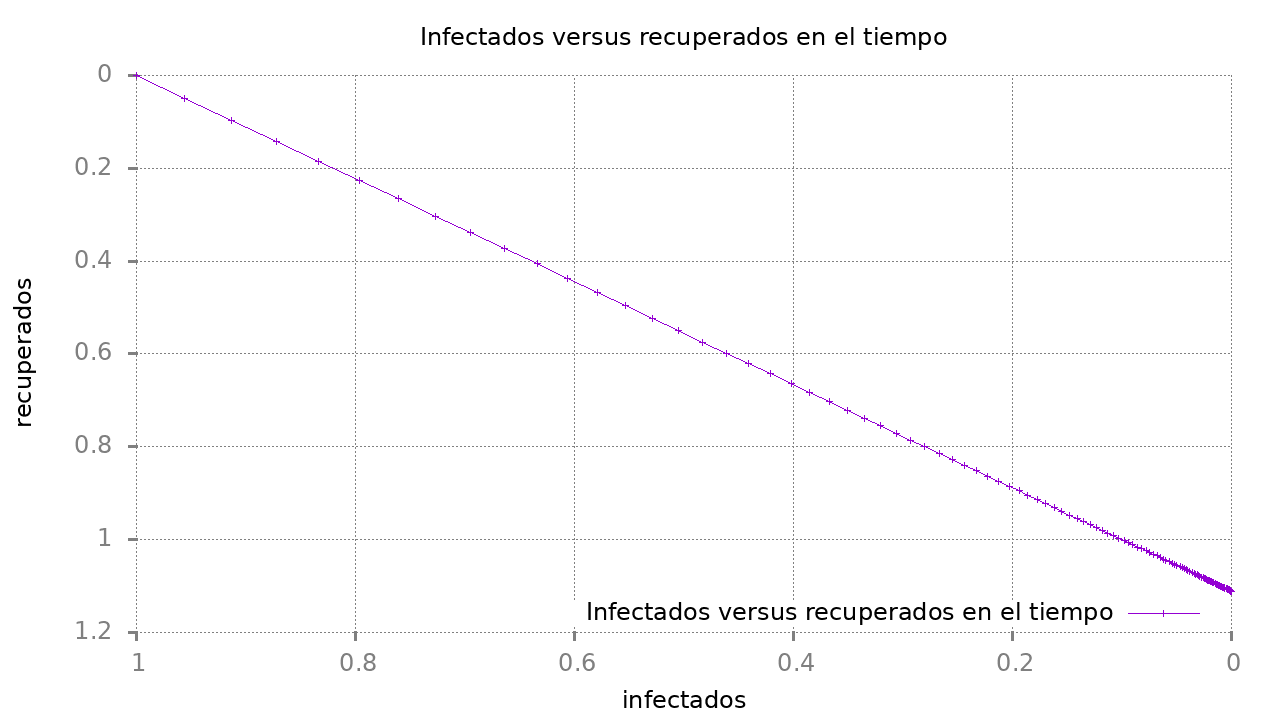 Infectados versus recuperados en el tiempo
0
0.2
0.4
0.6
0.8
1
1.2
recuperados
Infectados versus recuperados en el tiempo
1 0.8 0.6 0.4 0.2 0
infectados